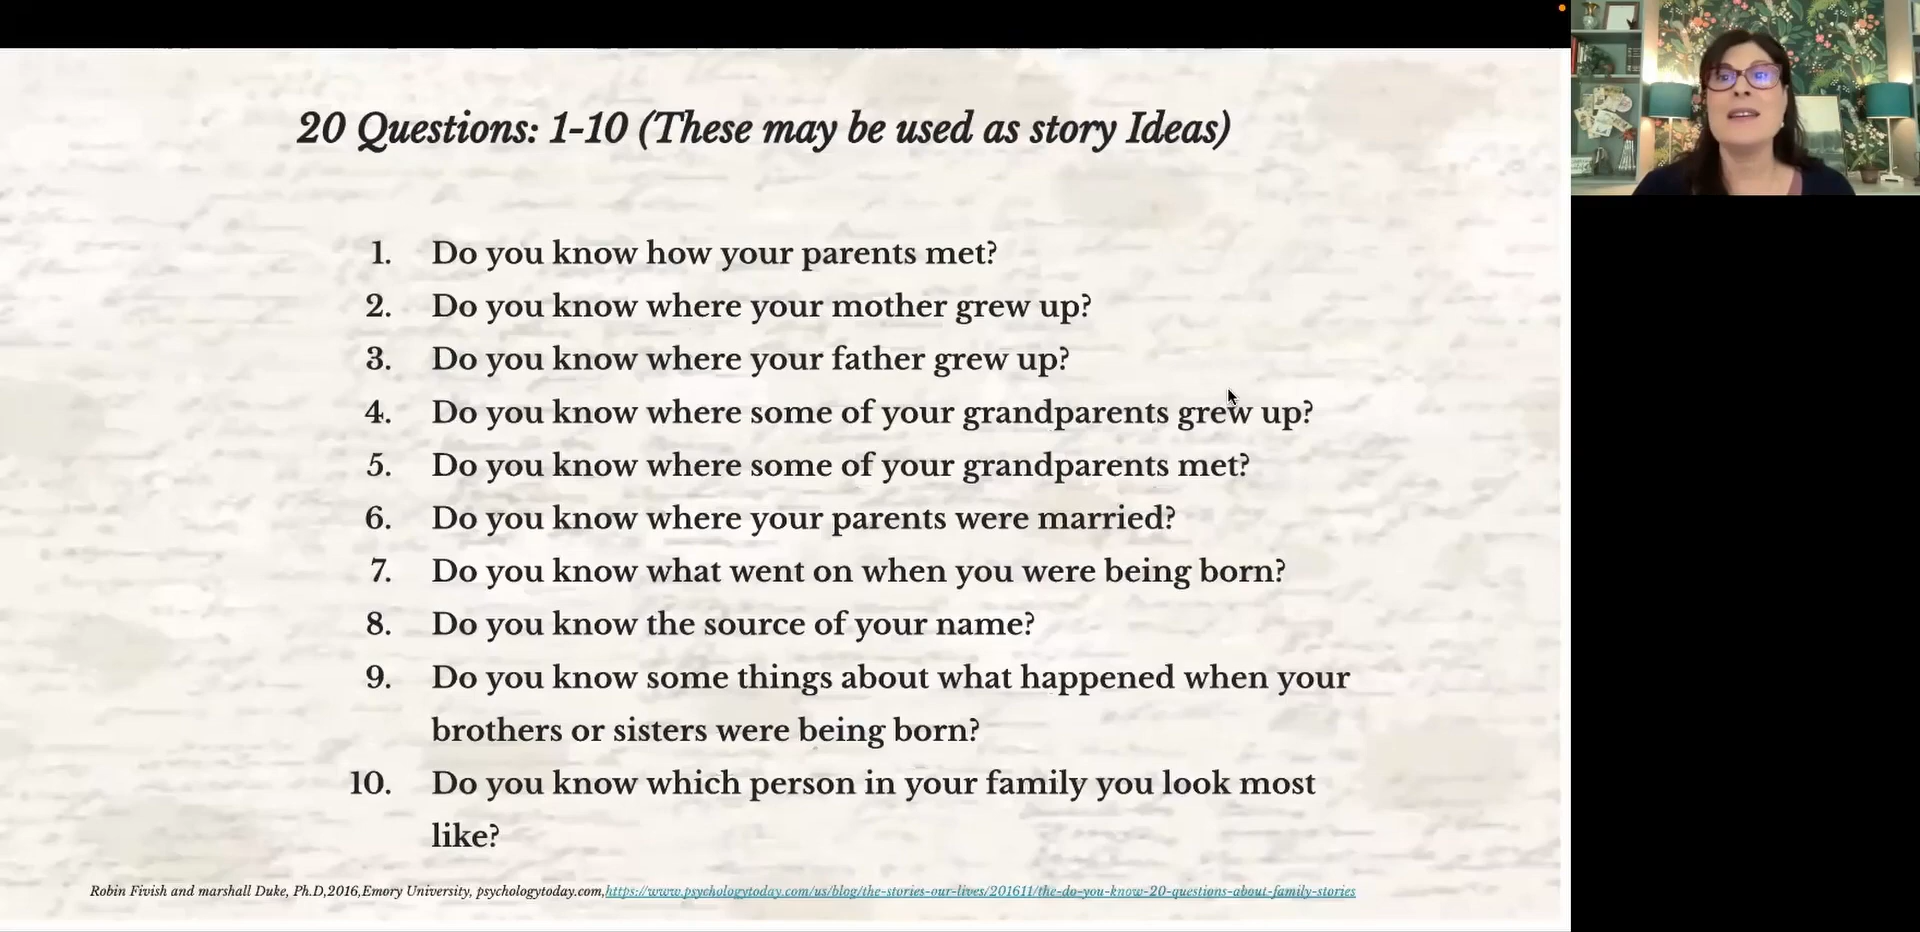 20 Questions: 1-10 (These may be used as story Ideas)
1. Do you know how your parents met?
2. Do you know where your mother grew up?
3. Do you know where your father grew up?
4. Do you know where some of your grandparents grew up?
5. Do you know where some of your grandparents met?
6. Do you know where your parents were married?
7. Do you know what went on when you were being born?
8. Do you know the source of your name?
9. Do you know some things about what happened when your
brothers or sisters were being born?
10. Do you know which person in your family you look most
like?
Robin Fivish and marshall Duke, Ph.D,2016,Emory University, psychologytoday.com,https://www.psychologytoday.com/us/blog/the-stories-our-lives/201611/the-do-you-know-20-questions-about-family-stories